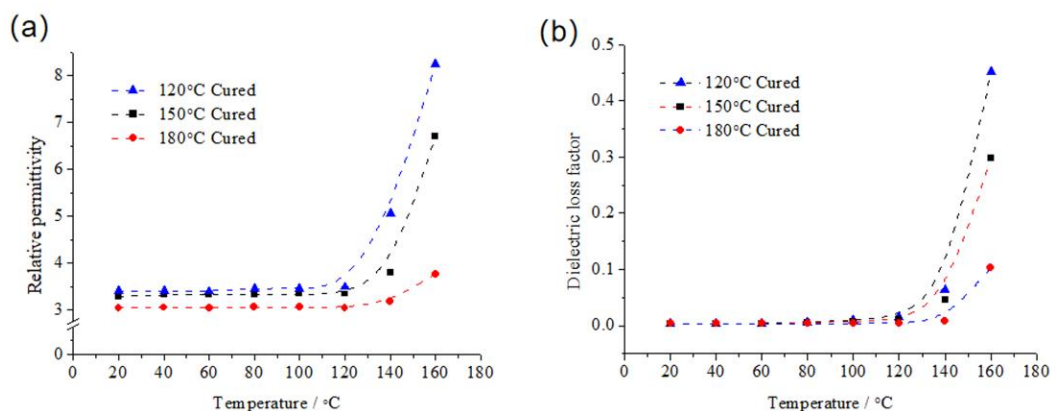 (a)
8
7
6
5
4
3
0
Relative permittivity
120°C Cured
150°C Cured
180°C Cured
0 20 40 60 80 100 120 140 160 180
Temperature / °C
(b)
0.5
0.4
0.3
0.2
0.1
0.0
Dielectric loss factor
120°C Cured
150°C Cured
180°C Cured
0 20 40 60 80 100 120 140 160 180
Temperature / °C